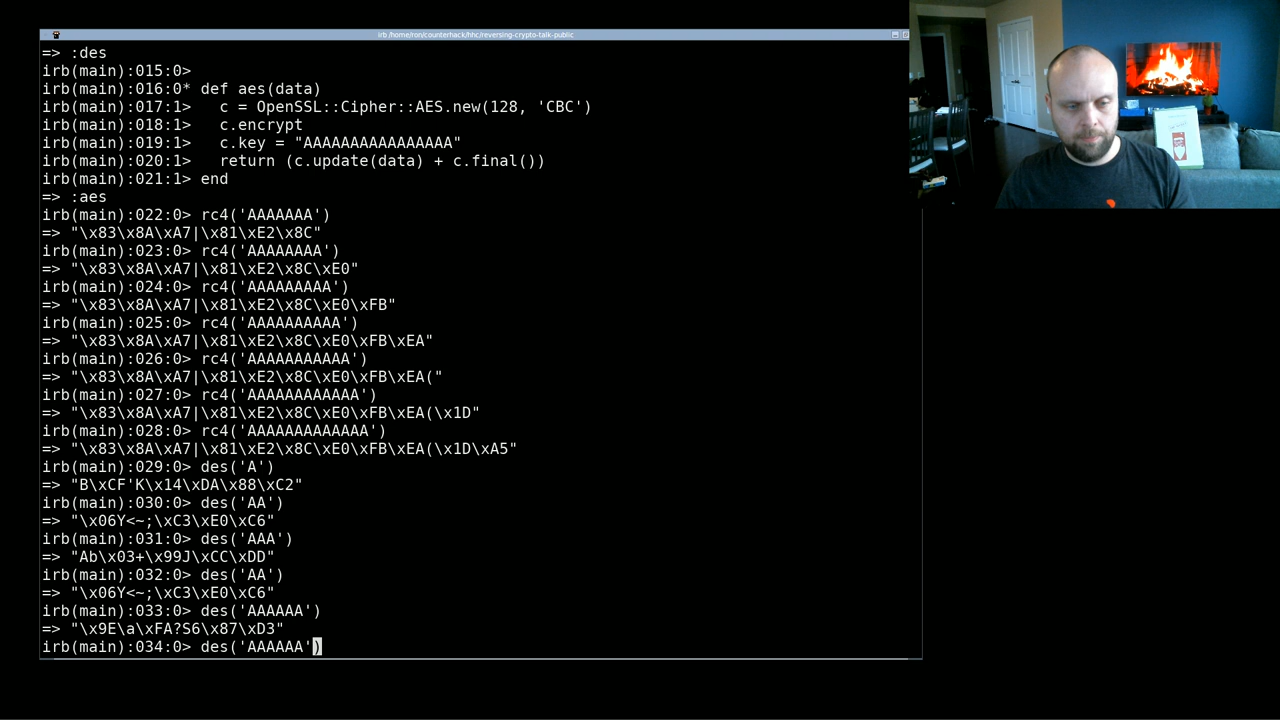 irb /home/ron/counterhack/hhc/reversing-crypto-talk-public
=> :des
irb(main):015:0>
irb(main):016:0* def aes(data)
irb(main):017:1>   c = OpenSSL::Cipher::AES.new(128, 'CBC')
irb(main):018:1>   c.encrypt
irb(main):019:1>   c.key = "AAAAAAAAAAAAAAAA"
irb(main):020:1>   return (c.update(data) + c.final())
irb(main):021:1> end
=> :aes
irb(main):022:0> rc4('AAAAAAA')
=> "\x83\x8A\xA7|\x81\xE2\x8C"
irb(main):023:0> rc4('AAAAAAAA')
=> "\x83\x8A\xA7|\x81\xE2\x8C\xE0"
irb(main):024:0> rc4('AAAAAAAAA')
=> "\x83\x8A\xA7|\x81\xE2\x8C\xE0\xFB"
irb(main):025:0> rc4('AAAAAAAAAA')
=> "\x83\x8A\xA7|\x81\xE2\x8C\xE0\xFB\xEA"
irb(main):026:0> rc4('AAAAAAAAAAA')
=> "\x83\x8A\xA7|\x81\xE2\x8C\xE0\xFB\xEA("
irb(main):027:0> rc4('AAAAAAAAAAAA')
=> "\x83\x8A\xA7|\x81\xE2\x8C\xE0\xFB\xEA(\x1D"
irb(main):028:0> rc4('AAAAAAAAAAAAA')
=> "\x83\x8A\xA7|\x81\xE2\x8C\xE0\xFB\xEA(\x1D\xA5"
irb(main):029:0> des('A')
=> "B\xCF'K\x14\xDA\x88\xC2"
irb(main):030:0> des('AA')
=> "\x06Y<~;\xC3\xE0\xC6"
irb(main):031:0> des('AAA')
=> "Ab\x03+\x99J\xCC\xDD"
irb(main):032:0> des('AA')
=> "\x06Y<~;\xC3\xE0\xC6"
irb(main):033:0> des('AAAAAA')
=> "\x9E\a\xFA?S6\x87\xD3"
irb(main):034:0> des('AAAAAA')